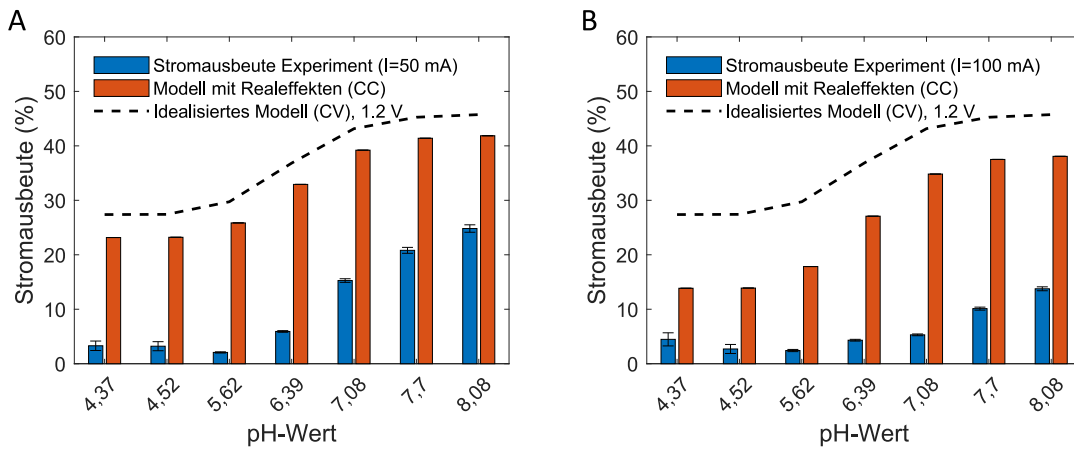 A
Stromausbeute (%)
60
50
40
30
20
10
0
Stromausbeute Experiment (I=50 mA)
Modell mit Realeffekten (CC)
Idealisiertes Modell (CV), 1.2 V
4,37
4,52
5,62
6,39
7,08
7,7
8,08
pH-Wert
B
Stromausbeute (%)
60
50
40
30
20
10
0
Stromausbeute Experiment (I=100 mA)
Modell mit Realeffekten (CC)
Idealisiertes Modell (CV), 1.2 V
4,37
4,52
5,62
6,39
7,08
7,7
8,08
pH-Wert